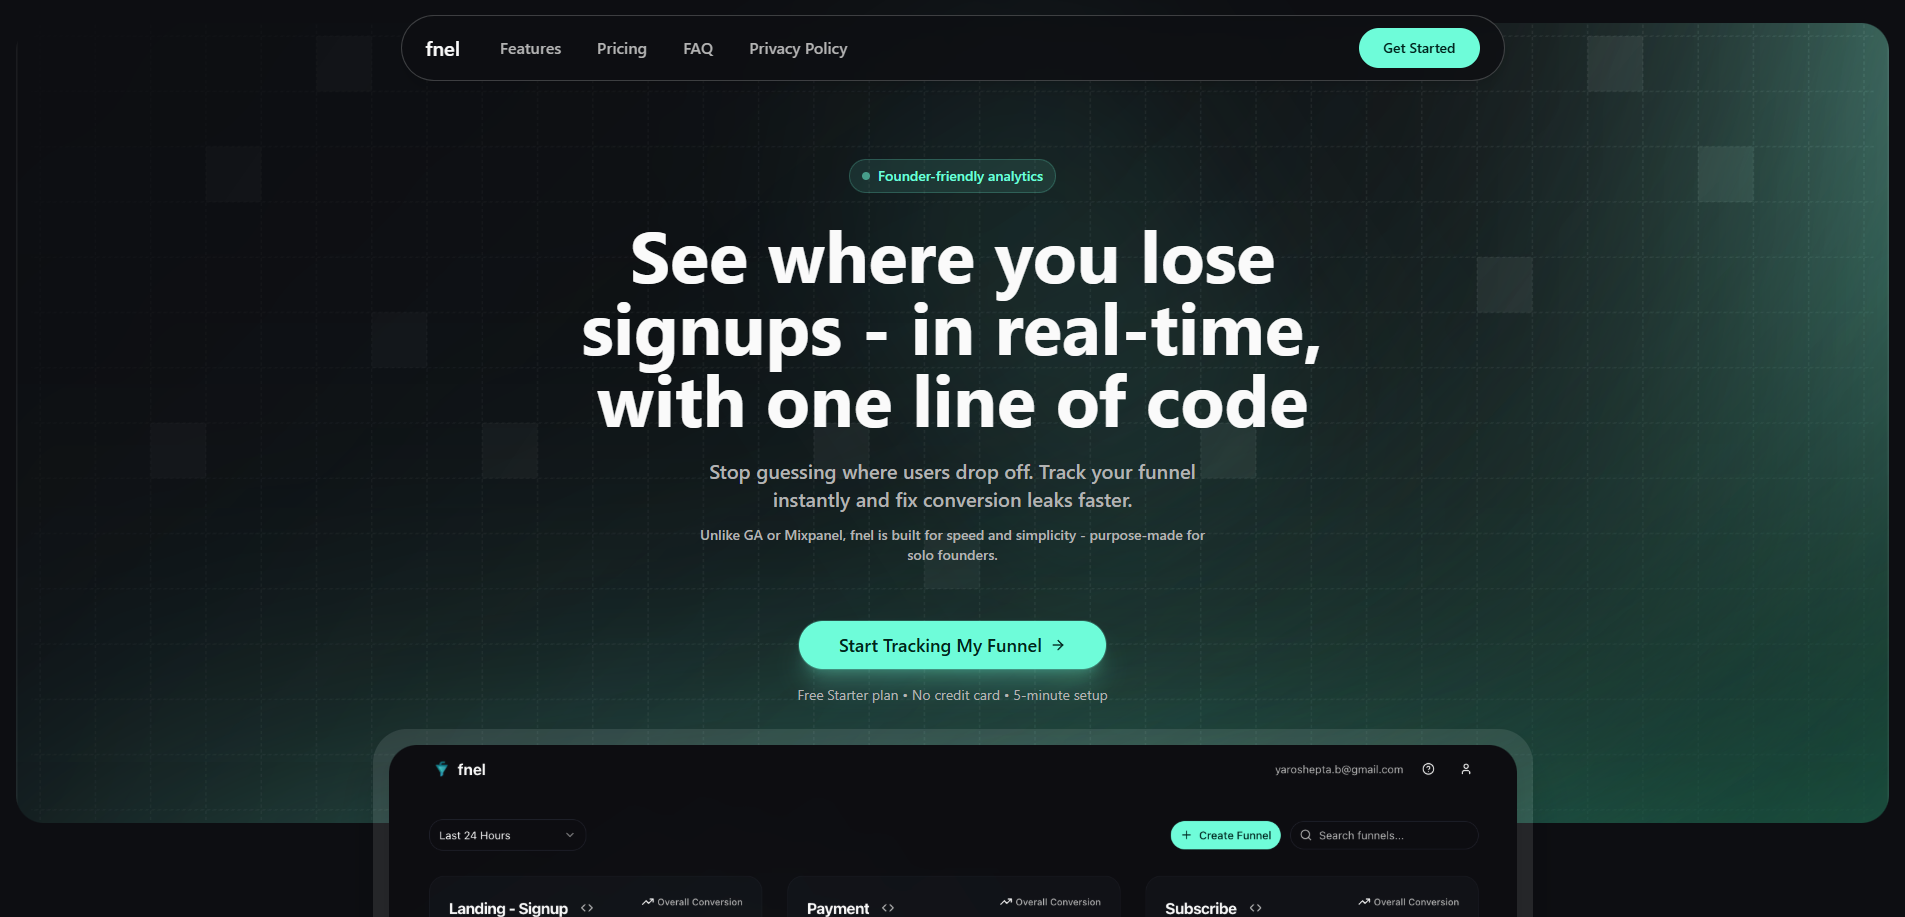 fnel
Features
Pricing
FAQ
Privacy Policy
Get Started
Founder-friendly analytics
See where you lose
signups - in real-time,
with one line of code
Stop guessing where users drop off. Track your funnel
instantly and fix conversion leaks faster.
Unlike GA or Mixpanel, fnel is built for speed and simplicity - purpose-made for
solo founders.
Start Tracking My Funnel →
Free Starter plan • No credit card • 5-minute setup
fnel
yaroshepta.b@gmail.com
Last 24 Hours
+ Create Funnel
Search funnels...
Landing - Signup <>
Overall Conversion
Payment <>
Overall Conversion
Subscribe <>
Overall Conversion